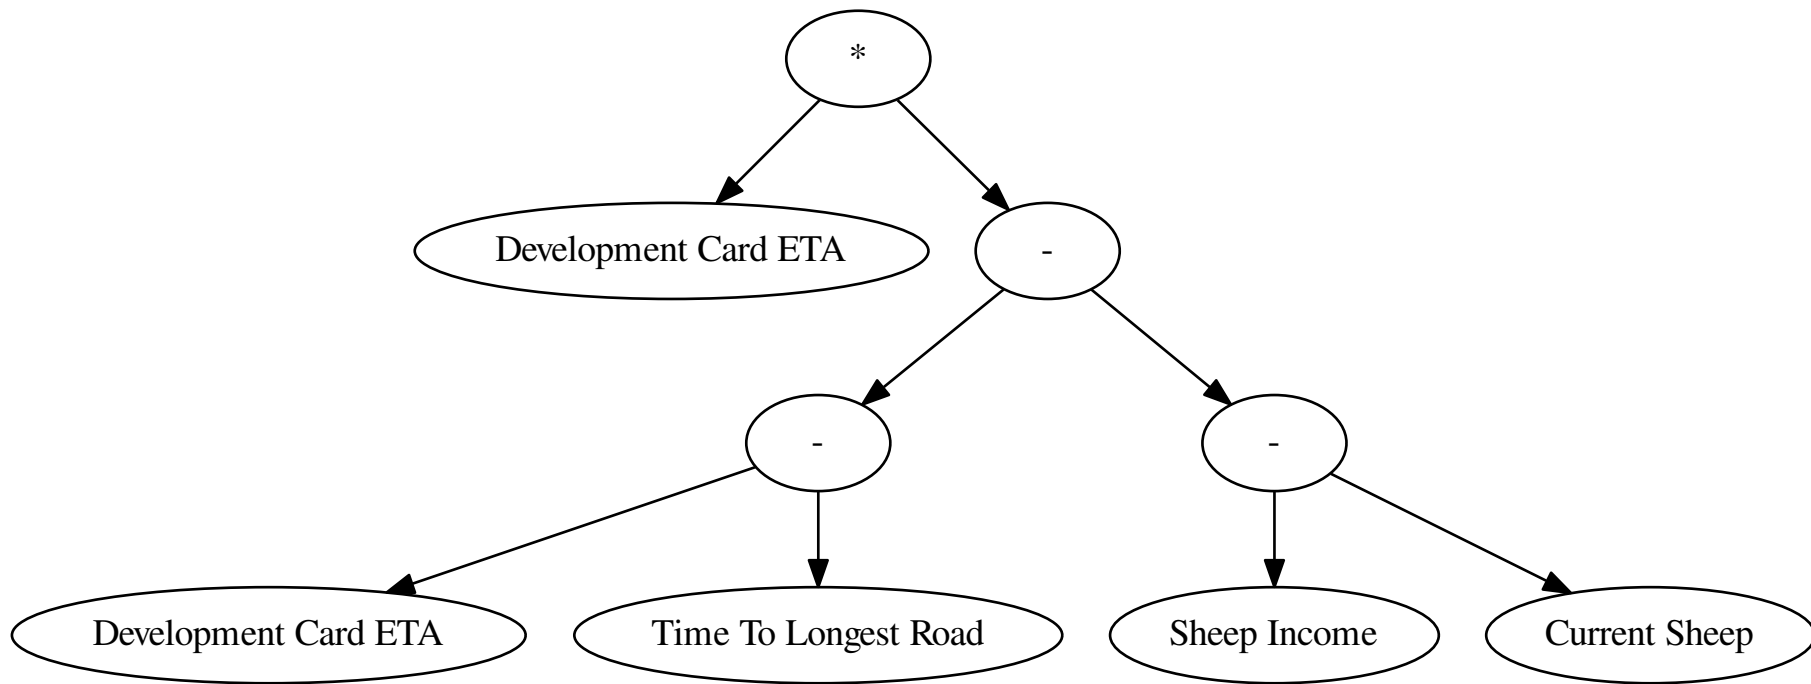 *
Development Card ETA
-
-
-
Development Card ETA
Time To Longest Road
Sheep Income
Current Sheep